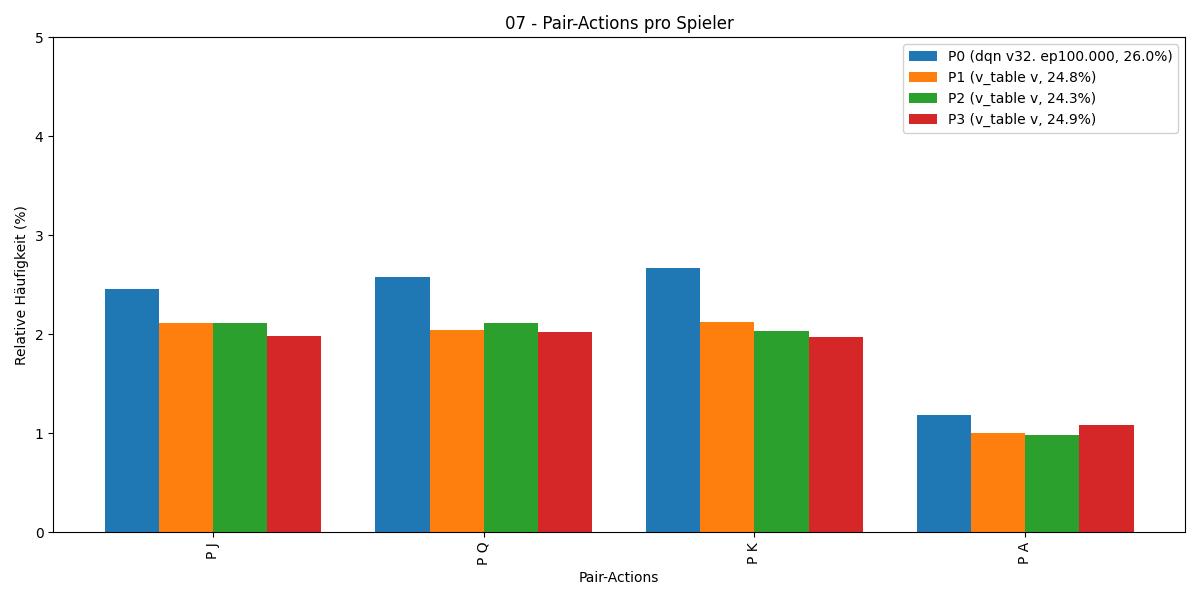 07 - Pair-Actions pro Spieler
P0 (dqn v32. ep100.000, 26.0%)
P1 (v_table v, 24.8%)
P2 (v_table v, 24.3%)
P3 (v_table v, 24.9%)
Relative Häufigkeit (%)
5
4
3
2
1
0
P J
P Q
P K
P A
Pair-Actions